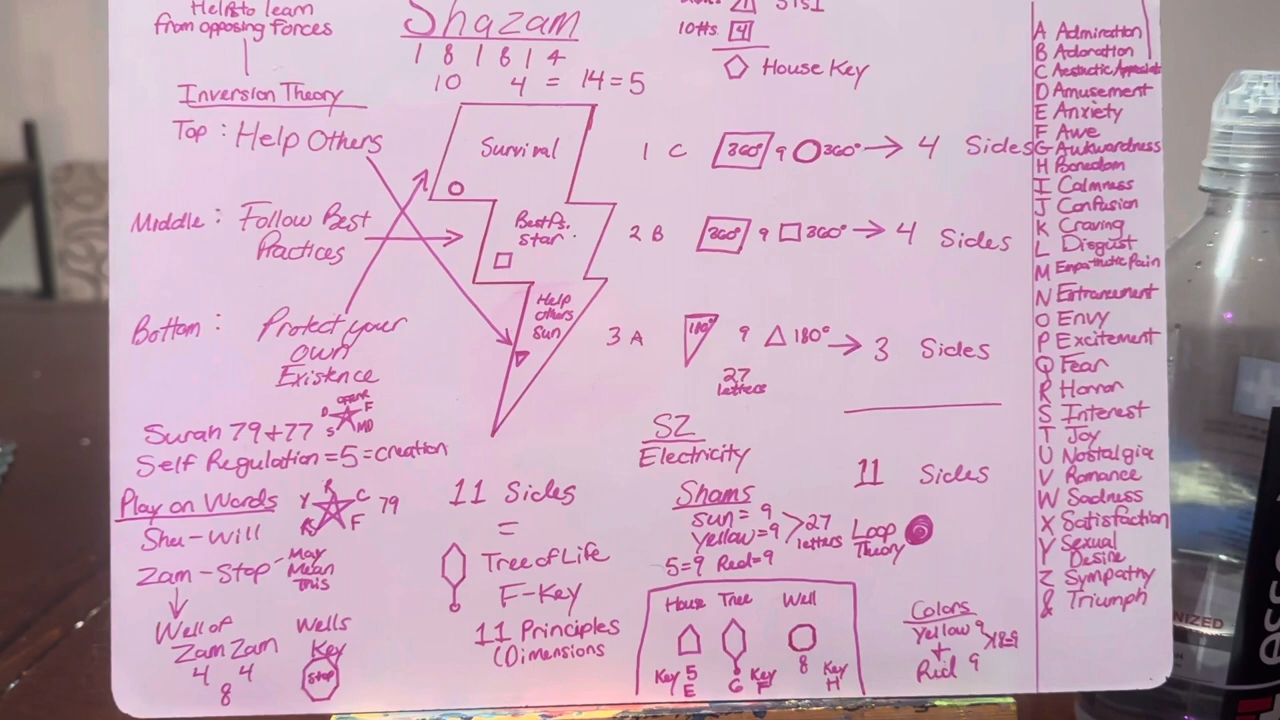 Helps to learn
from opposing forces
Inversion Theory
Top: Help Others
Middle: Follow Best
Practices
Bottom: Protect your
own
Existence
Surah 79+77
D F S MD
Self Regulation = 5 = creation
Play on Words
Y R C F 79
Sha-Will
Zam-Stop
May
Mean
This
Well of
Zam Zam
4 4
8
Wells
Key
Stop
Shazam
1 8 1 8 1 4
10 4 = 14 = 5
Survival
Best Ps.
star
Help
others
Sun
11 Sides
=
Tree of Life
F-Key
11 Principles
(Dimensions
10ths 4
House Key
1 C 360° 9 360° → 4 Sides
2 B 360° 9 360° → 4 Sides
3 A 180° 9 180° → 3 Sides
27
letters
11 Sides
SZ
Electricity
Shams
sun = 9
yellow = 9 > 27
letters
5=9 Red=9
Loop
Theory
House Tree Well
8
Key 5
E
6 Key
F
Key
H
Colors
Yellow 9
+
Red 9
A Admiration
B Adoration
C Aesthetic
D Amusement
E Anxiety
F Awe
G Awkwardness
H Boredom
I Calmness
J Confusion
K Craving
L Disgust
M Empathetic Pain
N Entrancement
O Envy
P Excitement
Q Fear
R Horror
S Interest
T Joy
U Nostalgia
V Romance
W Sadness
X Satisfaction
Y Sexual
Desire
Z Sympathy
& Triumph
NIZED
esse